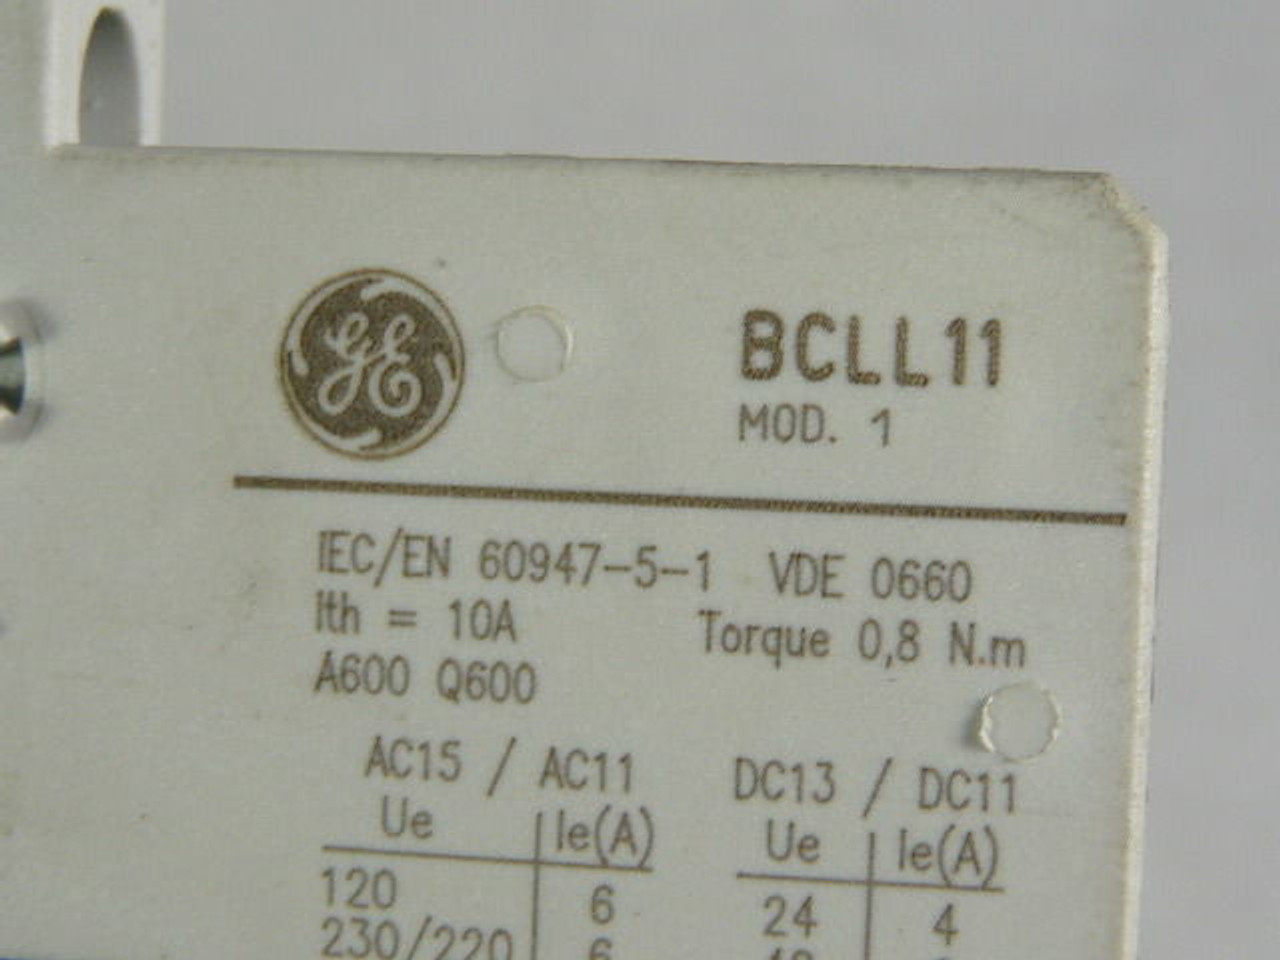 GE
BCLL11
MOD. 1
IEC/EN 60947-5-1 VDE 0660
Ith = 10A Torque 0,8 N.m
A600 Q600
AC15 / AC11 DC13 / DC11
Ue Ie(A) Ue Ie(A)
120 6 24 4
230/220 6